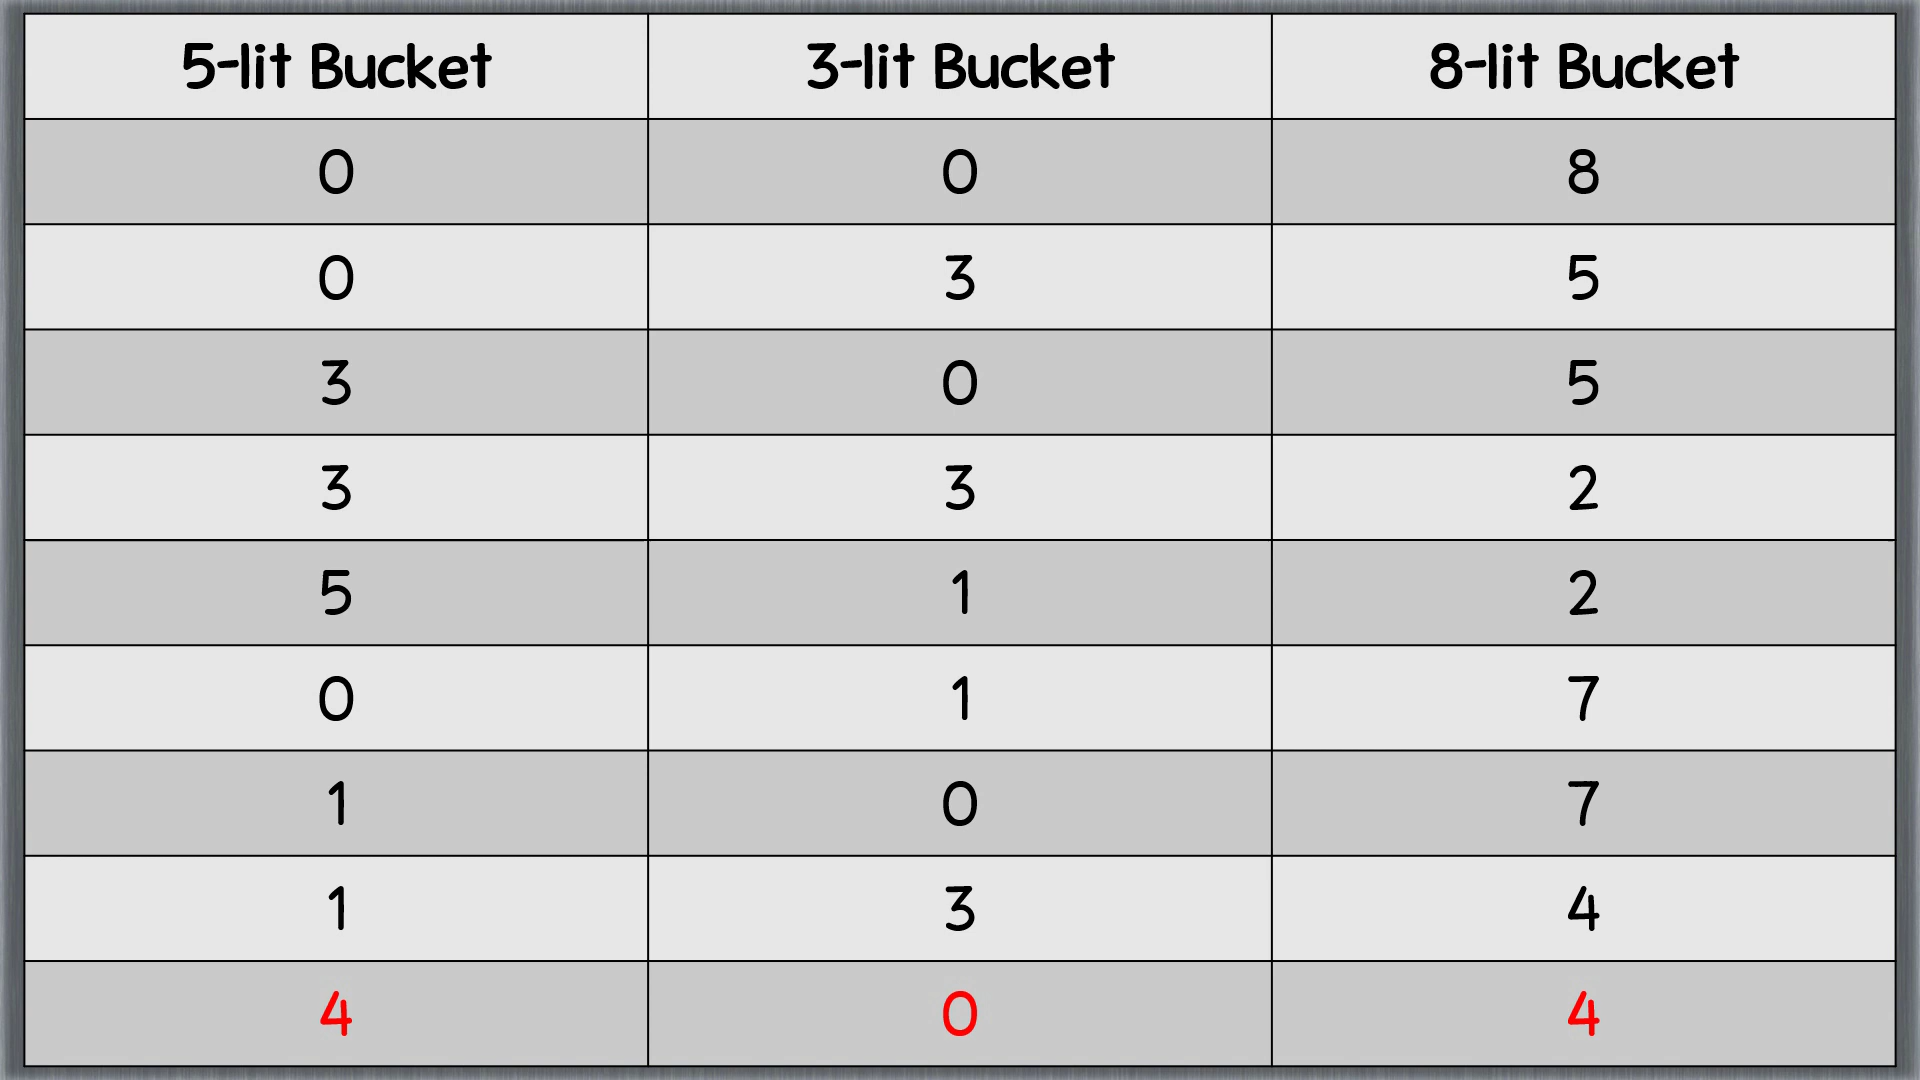 5-lit Bucket 3-lit Bucket 8-lit Bucket
0 0 8
0 3 5
3 0 5
3 3 2
5 1 2
0 1 7
1 0 7
1 3 4
4 0 4